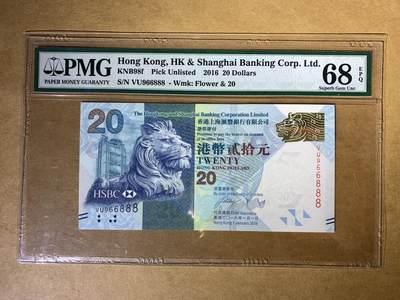 PMG
PAPER MONEY GUARANTY
Hong Kong, HK & Shanghai Banking Corp. Ltd.
KNB98f Pick Unlisted 2016 20 Dollars
S/N VU966888 - Wmk: Flower & 20
68 EPQ
Superb Gem Unc
20
The Hongkong and Shanghai Banking Corporation Limited
香港上海滙豐銀行有限公司
港幣貳拾元
TWENTY
HONG KONG DOLLARS
20
HSBC
VU966888
VU966888